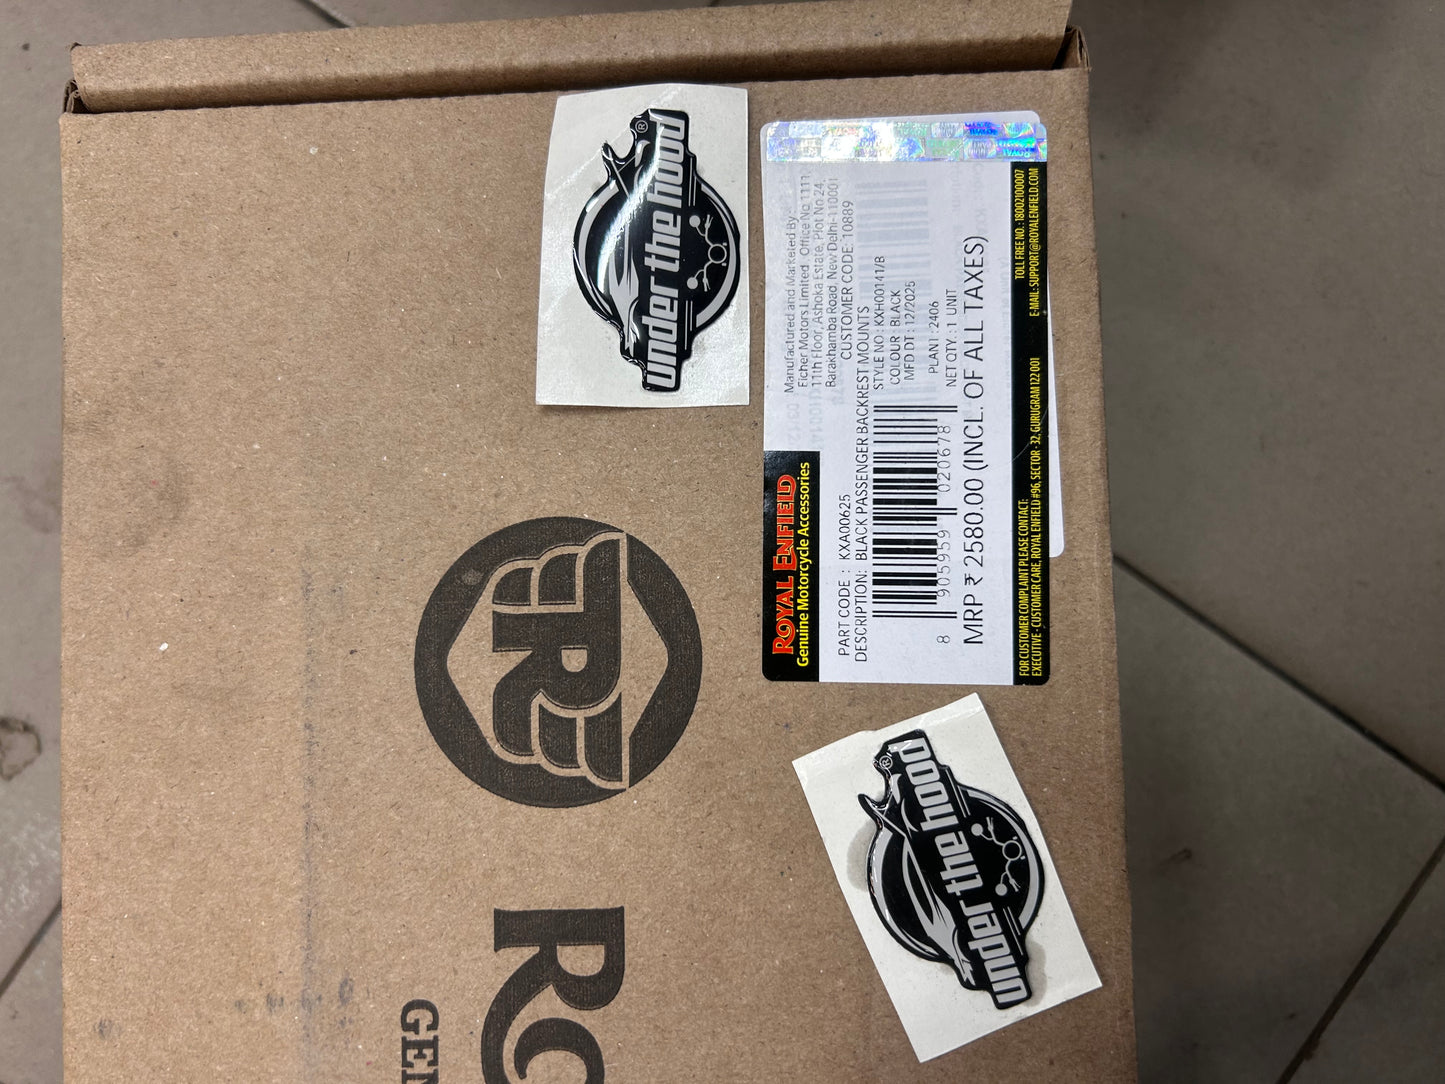 under the hood
®
ROYAL ENFIELD
Genuine Motorcycle Accessories
Manufactured and Marketed By
Eicher Motors Limited, Office No.1111,
11th Floor, Ashoka Estate, Plot No.24,
Barakhamba Road, New Delhi-110001
CUSTOMER CODE: 10889
PART CODE : KXA00625
DESCRIPTION: BLACK PASSENGER BACKREST MOUNTS
STYLE NO : KXH00141/B
COLOUR : BLACK
MFD DT : 12/2025
PLANT : 2406
NET QTY. : 1 UNIT
8 905959 020678
MRP ₹ 2580.00 (INCL. OF ALL TAXES)
FOR CUSTOMER COMPLAINT PLEASE CONTACT:
TOLL FREE NO. : 18002100007
EXECUTIVE - CUSTOMER CARE, ROYAL ENFIELD #96, SECTOR - 32, GURUGRAM 122 001
E-MAIL: SUPPORT@ROYALENFIELD.COM
RE
RO
GEN
under the hood
®